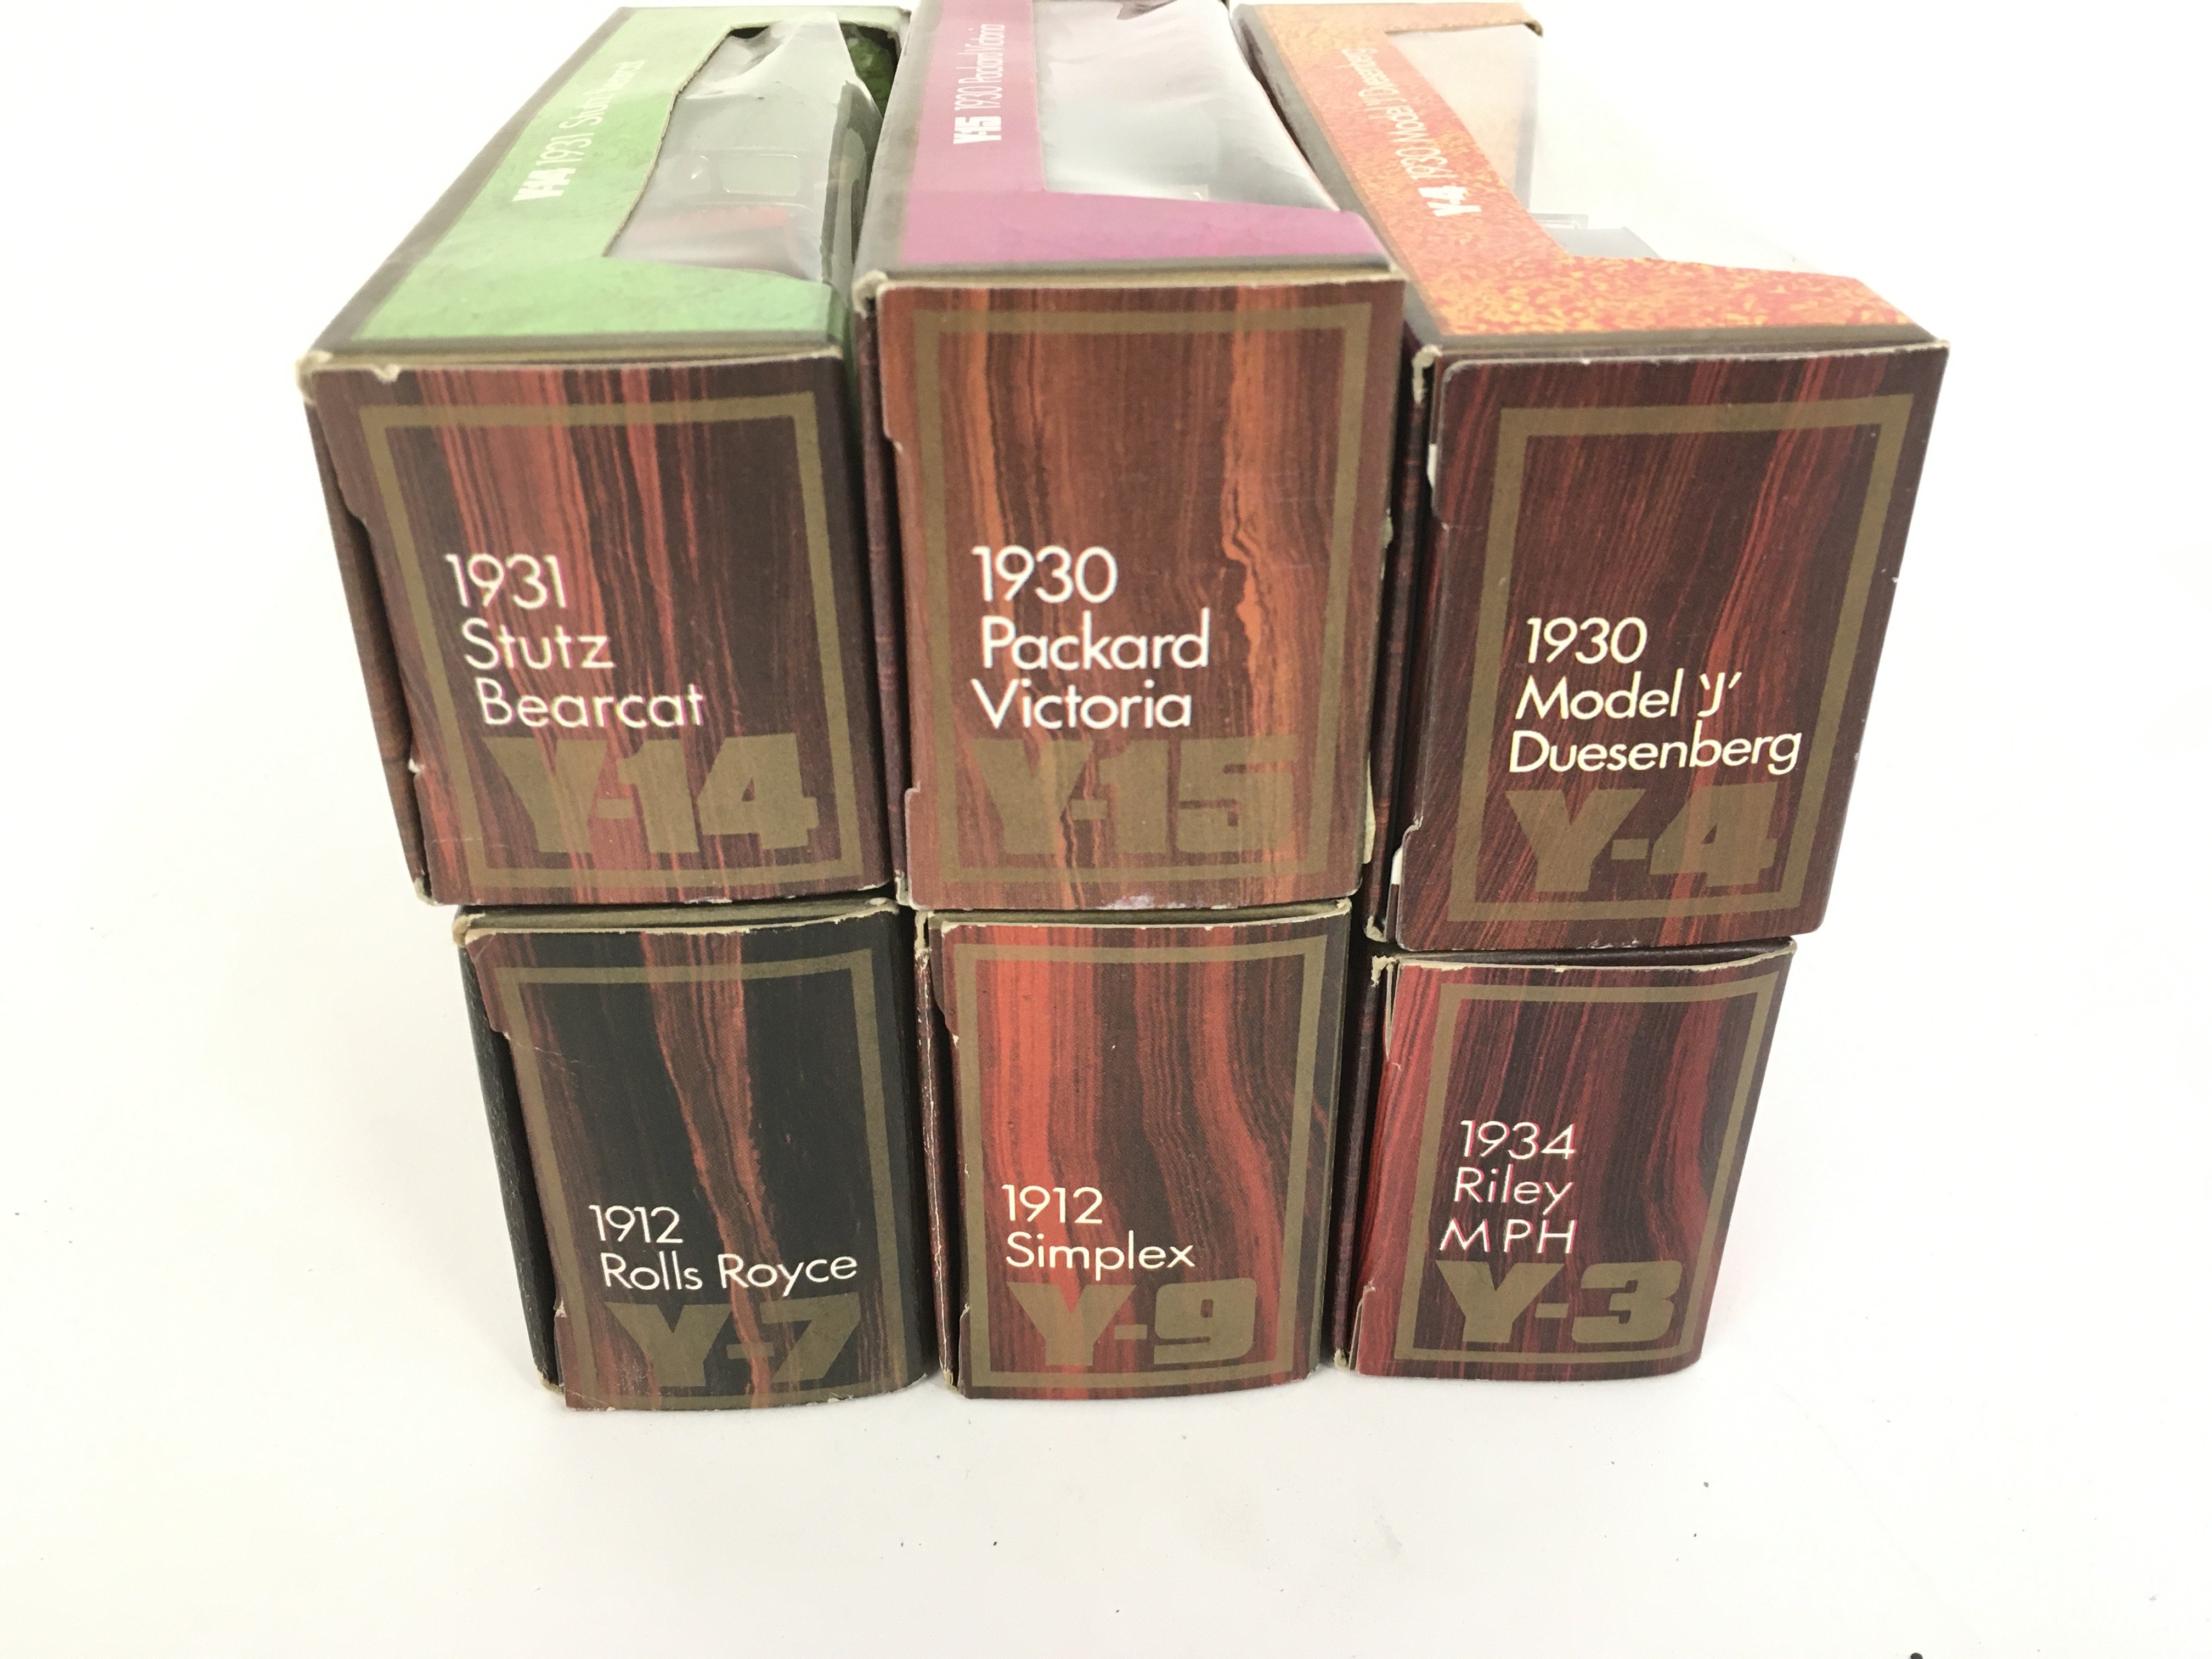 Y-14 1931 Stutz Bearcat
Y-15 1930 Packard Victoria
Y-4 1930 Model 'J' Duesenberg
1931
Stutz
Bearcat
Y-14
1930
Packard
Victoria
Y-15
1930
Model 'J'
Duesenberg
Y-4
1912
Rolls Royce
Y-7
1912
Simplex
Y-9
1934
Riley
MPH
Y-3